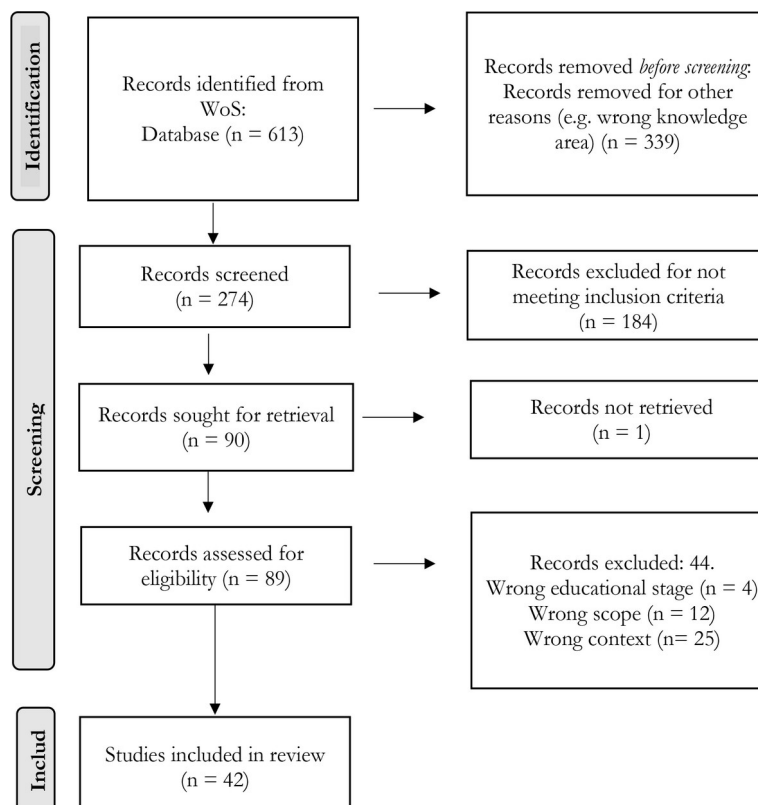 Identification
Records identified from
WoS:
Database (n = 613)
Records removed before screening:
Records removed for other
reasons (e.g. wrong knowledge
area) (n = 339)
Screening
Records screened
(n = 274)
Records excluded for not
meeting inclusion criteria
(n = 184)
Records sought for retrieval
(n = 90)
Records not retrieved
(n = 1)
Records assessed for
eligibility (n = 89)
Records excluded: 44.
Wrong educational stage (n = 4)
Wrong scope (n = 12)
Wrong context (n= 25)
Includ
Studies included in review
(n = 42)